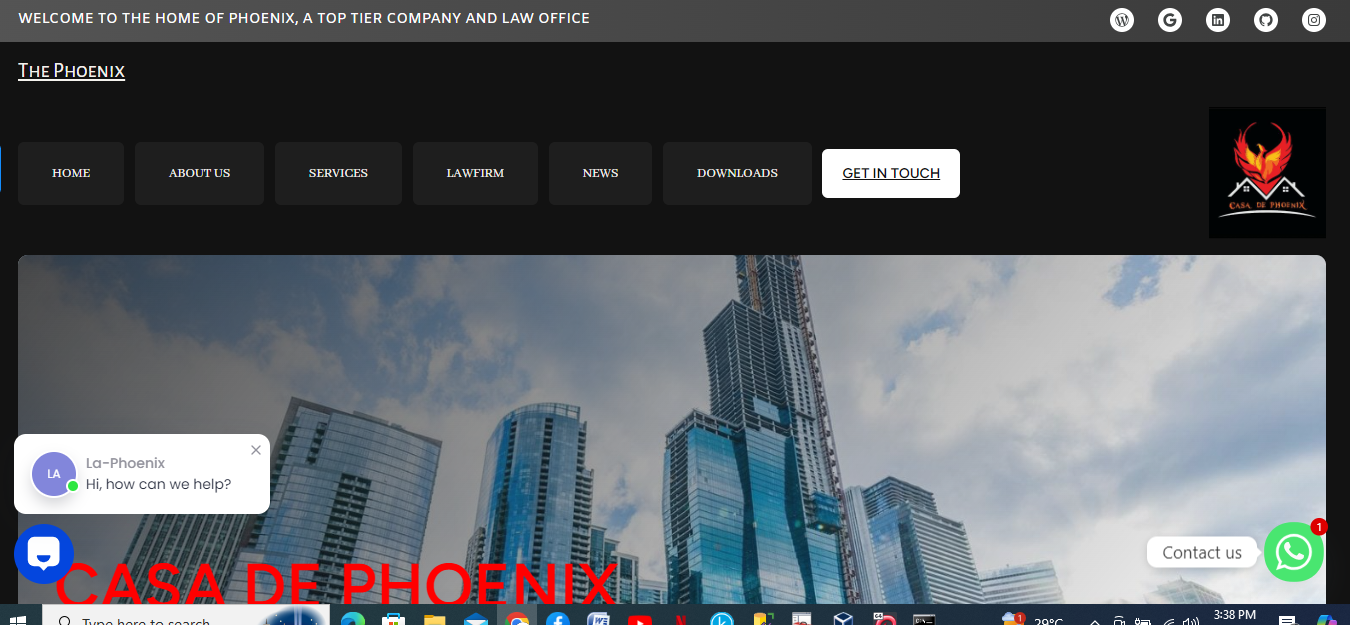 WELCOME TO THE HOME OF PHOENIX, A TOP TIER COMPANY AND LAW OFFICE
The Phoenix
HOME ABOUT US SERVICES LAWFIRM NEWS DOWNLOADS GET IN TOUCH
CASA DE PHOENIX
La-Phoenix
LA
Hi, how can we help?
1
Contact us
CASA DE PHOENIX
Type here to search
1
29°C
3:38 PM